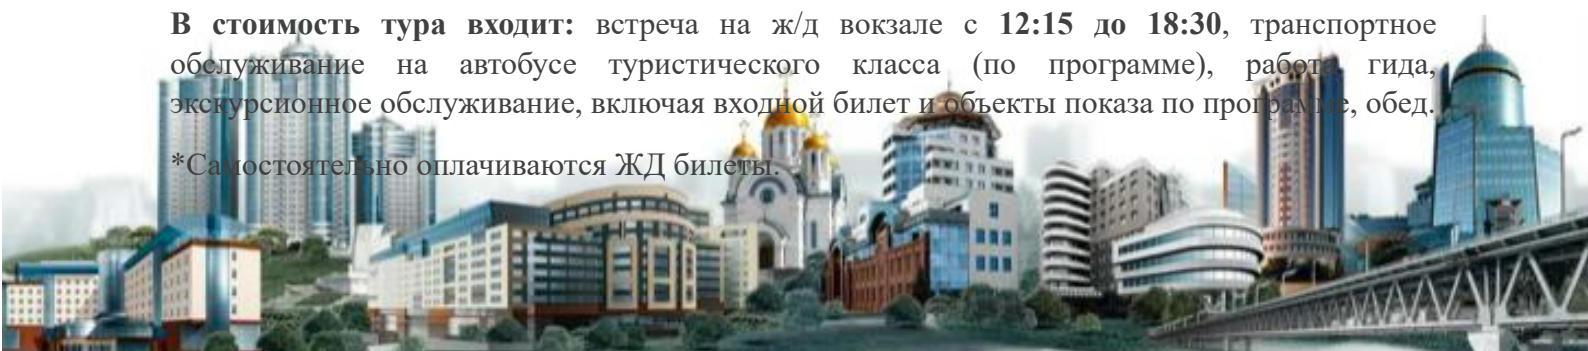 В стоимость тура входит: встреча на ж/д вокзале с 12:15 до 18:30, транспортное
обслуживание на автобусе туристического класса (по программе), работа гида,
экскурсионное обслуживание, включая входной билет и объекты показа по программе, обед.
*Самостоятельно оплачиваются ЖД билеты.